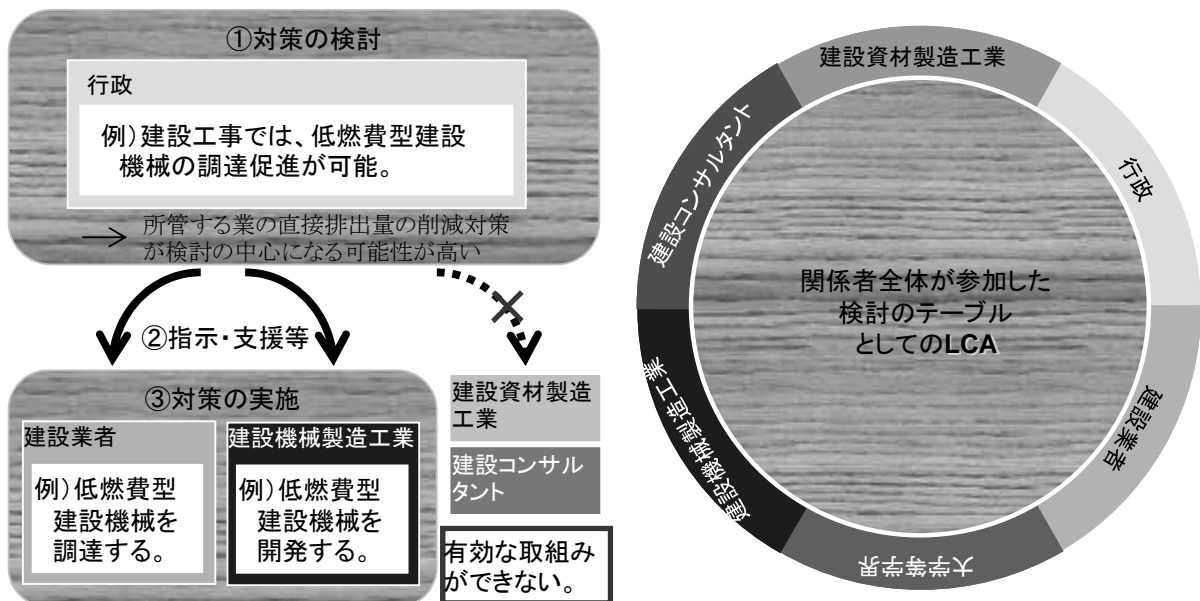 ①対策の検討
行政
例）建設工事では、低燃費型建設
機械の調達促進が可能。
所管する業の直接排出量の削減対策
が検討の中心になる可能性が高い
②指示・支援等
③対策の実施
建設業者
例）低燃費型
建設機械を
調達する。
建設機械製造工業
例）低燃費型
建設機械を
開発する。
建設資材製造
工業
建設コンサル
タント
有効な取組み
ができない。
建設資材製造工業
行政
建設業者
大学等学界
建設機械製造工業
建設コンサルタント
関係者全体が参加した
検討のテーブル
としてのLCA